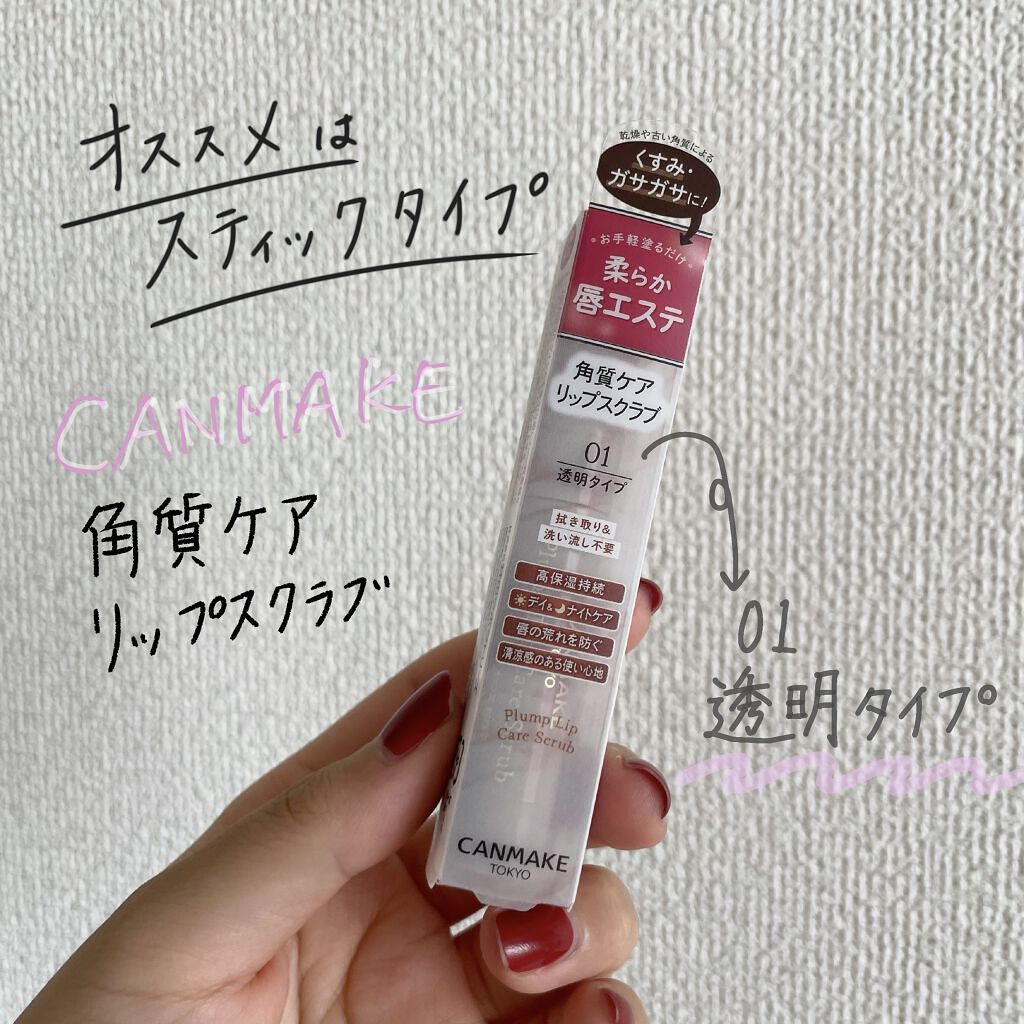 オススメは
スティックタイプ
CANMAKE
角質ケア
リップスクラブ
乾燥や古い角質による
くすみ・
ガサガサに!
お手軽塗るだけ
柔らか
唇エステ
角質ケア
リップスクラブ
01
透明タイプ
拭き取り&
洗い流し不要
高保湿持続
デイ&ナイトケア
唇の荒れを防ぐ
清涼感のある使い心地
Plump Lip
Care Scrub
CANMAKE
TOKYO
01
透明タイプ